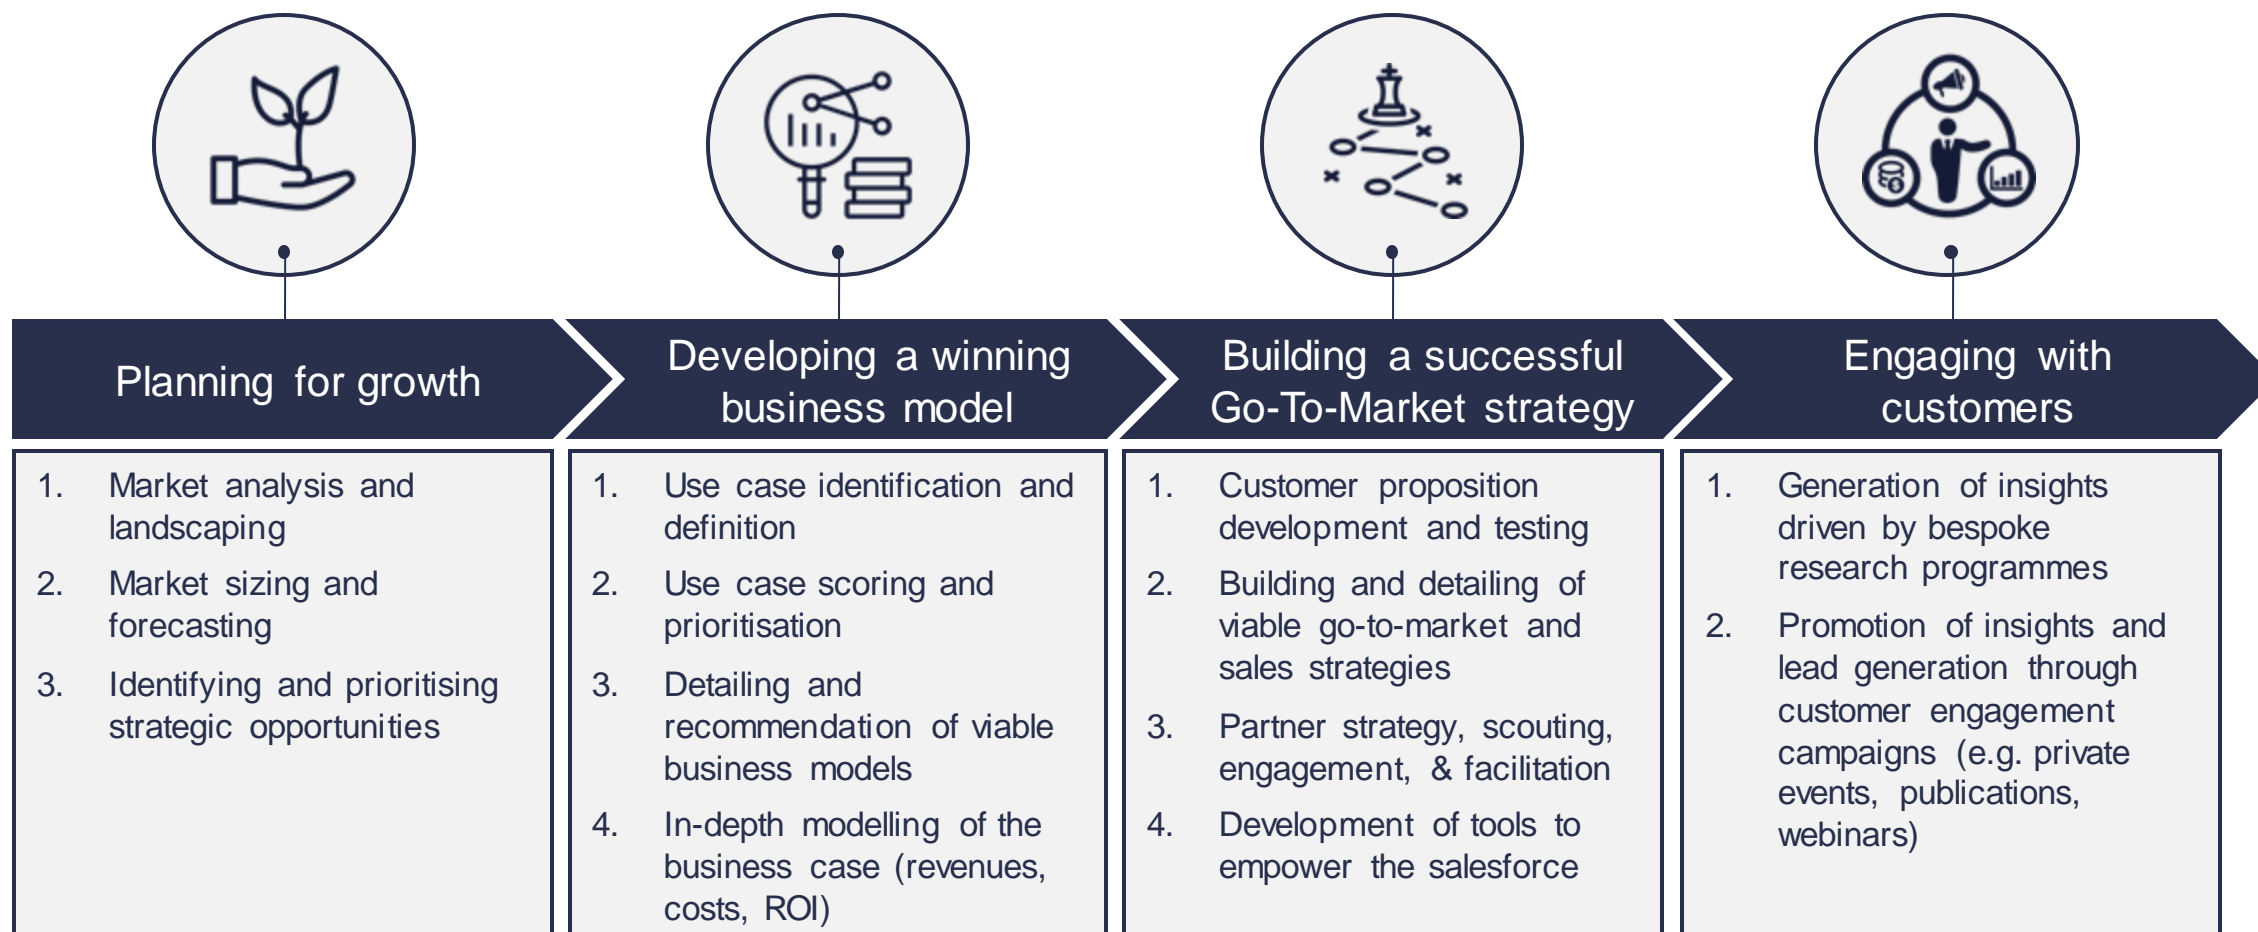 Planning for growth
Developing a winning
business model
Building a successful
Go-To-Market strategy
Engaging with
customers
1. Market analysis and
landscaping
2. Market sizing and
forecasting
3. Identifying and prioritising
strategic opportunities
1. Use case identification and
definition
2. Use case scoring and
prioritisation
3. Detailing and
recommendation of viable
business models
4. In-depth modelling of the
business case (revenues,
costs, ROI)
1. Customer proposition
development and testing
2. Building and detailing of
viable go-to-market and
sales strategies
3. Partner strategy, scouting,
engagement, & facilitation
4. Development of tools to
empower the salesforce
1. Generation of insights
driven by bespoke
research programmes
2. Promotion of insights and
lead generation through
customer engagement
campaigns (e.g. private
events, publications,
webinars)